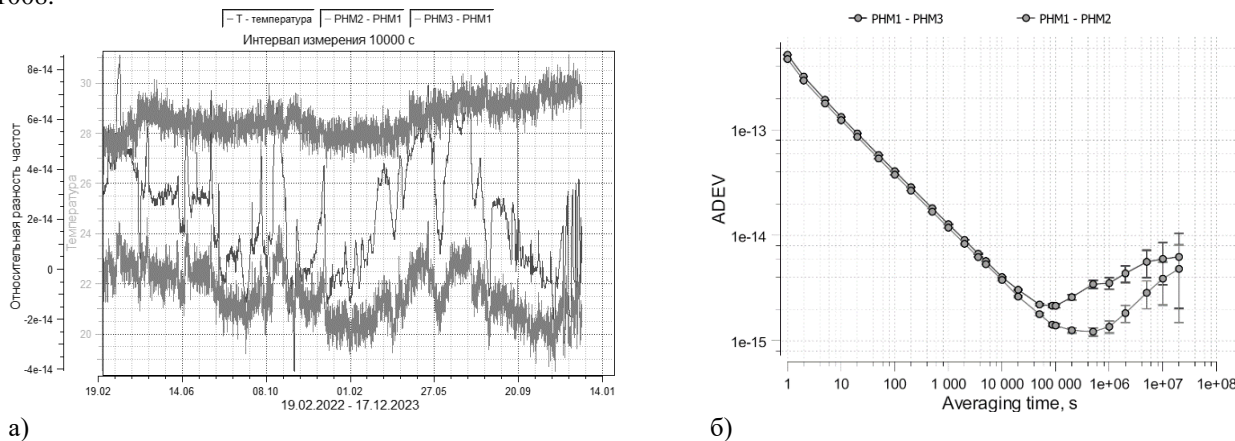 — T - температура — PHM2 - PHM1 — PHM3 - PHM1
Интервал измерения 10000 с
Относительная разность частот
8e-14
6e-14
4e-14
2e-14
0
-2e-14
-4e-14
Температура
30
28
26
24
22
20
19.02 14.06 08.10 01.02 27.05 20.09 14.01
19.02.2022 - 17.12.2023
а)
PHM1 - PHM3 PHM1 - PHM2
ADEV
1e-13
1e-14
1e-15
1 10 100 1 000 10 000 100 000 1e+06 1e+07 1e+08
Averaging time, s
б)